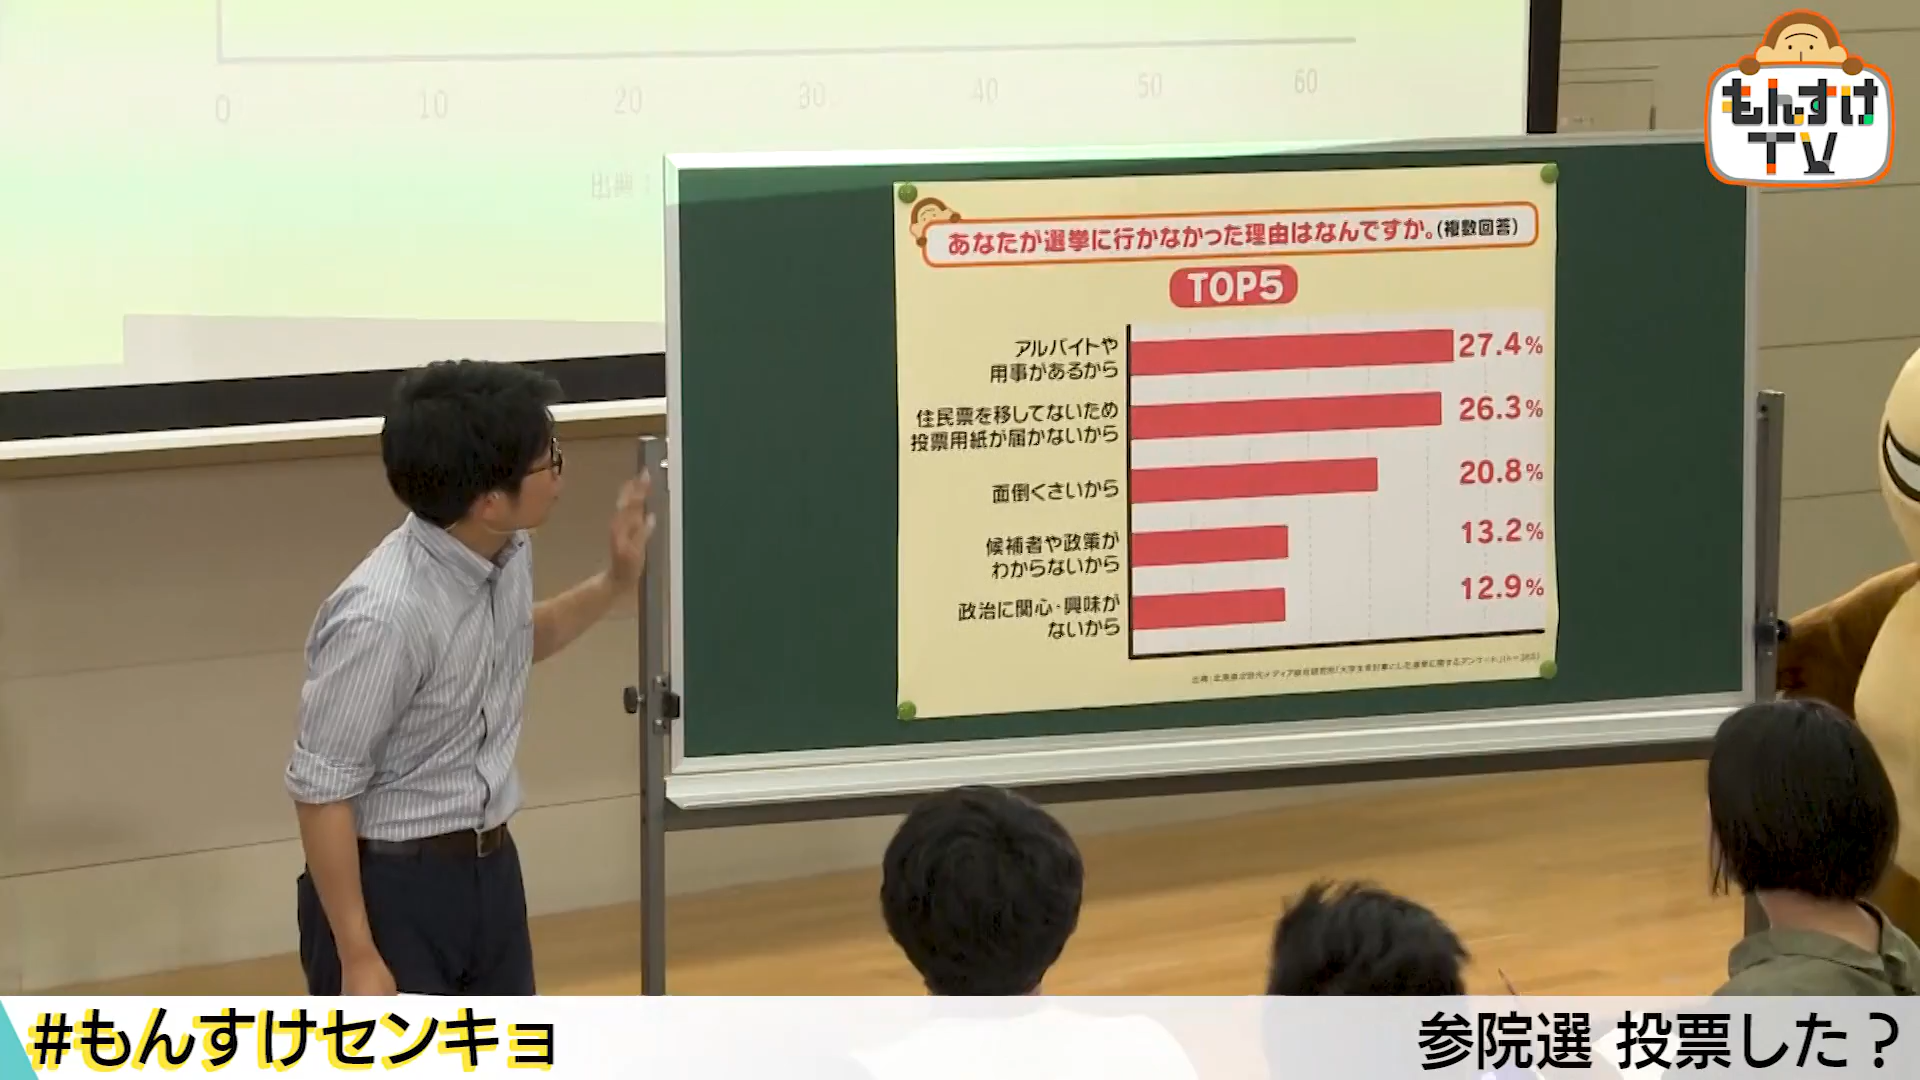 もんすけ
TV
0 10 20 30 40 50 60
出典：
あなたが選挙に行かなかった理由はなんですか。(複数回答)
TOP5
アルバイトや
用事があるから
27.4%
住民票を移してないため
投票用紙が届かないから
26.3%
面倒くさいから
20.8%
候補者や政策が
わからないから
13.2%
政治に関心・興味が
ないから
12.9%
#もんすけセンキョ
参院選 投票した？